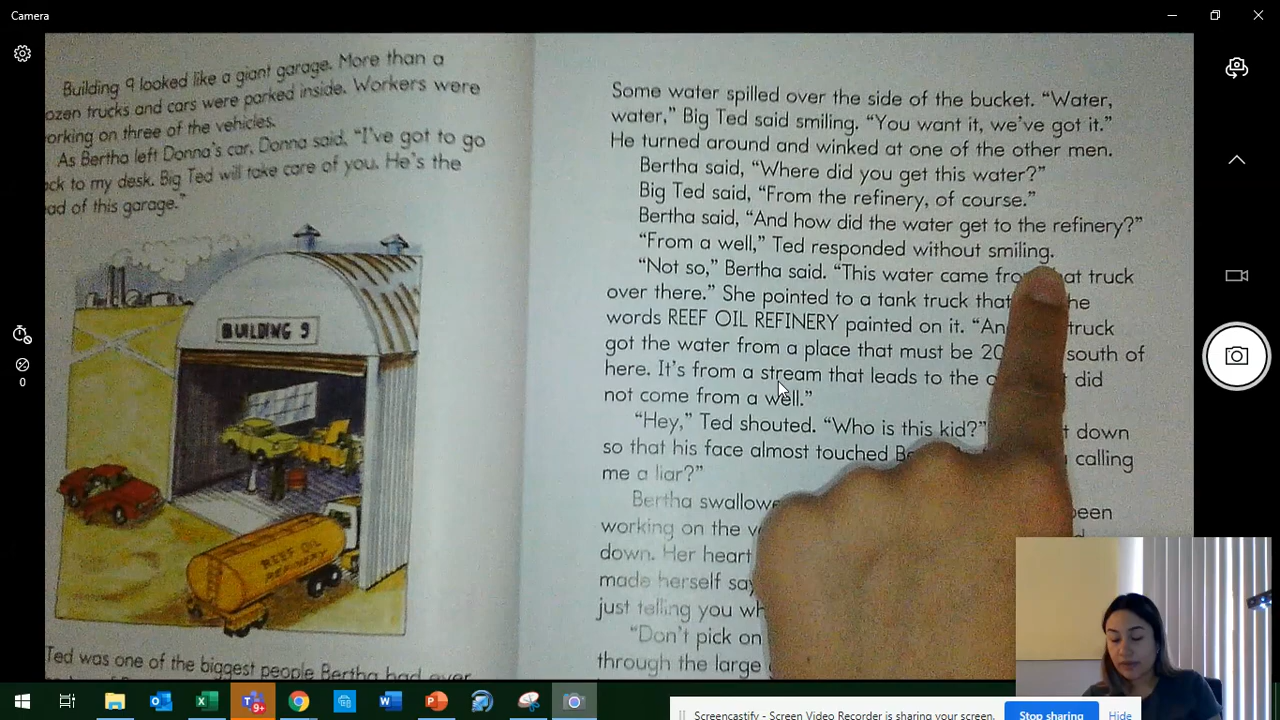 Camera
Building 9 looked like a giant garage. More than a
ozen trucks and cars were parked inside. Workers were
orking on three of the vehicles.
As Bertha left Donna's car, Donna said, "I've got to go
ck to my desk. Big Ted will take care of you. He's the
ad of this garage."
BUILDING 9
REEF OIL
REFINERY
Ted was one of the biggest people Bertha had ever
Some water spilled over the side of the bucket. "Water,
water," Big Ted said smiling. "You want it, we've got it."
He turned around and winked at one of the other men.
Bertha said, "Where did you get this water?"
Big Ted said, "From the refinery, of course."
Bertha said, "And how did the water get to the refinery?"
"From a well," Ted responded without smiling.
"Not so," Bertha said. "This water came from that truck
over there." She pointed to a tank truck that he
words REEF OIL REFINERY painted on it. "An truck
got the water from a place that must be 20 south of
here. It's from a stream that leads to the o t did
not come from a well."
"Hey," Ted shouted. "Who is this kid?" t down
so that his face almost touched Be calling
me a liar?"
Bertha swallowe been
working on the v
down. Her heart
made herself say
just telling you wh
"Don't pick on
through the large
0
9+
Screencastify - Screen Video Recorder is sharing your screen.
Stop sharing
Hide